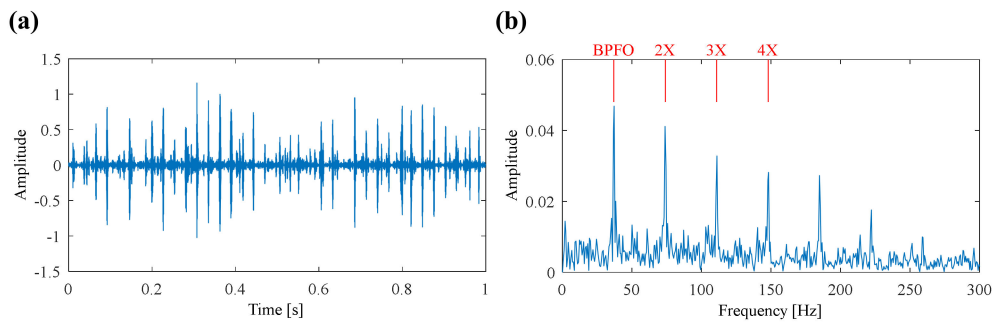 (a)
1.5
1
0.5
0
-0.5
-1
-1.5
Amplitude
0 0.2 0.4 0.6 0.8 1
Time [s]
(b)
BPFO 2X 3X 4X
0.06
0.04
0.02
0
Amplitude
0 50 100 150 200 250 300
Frequency [Hz]